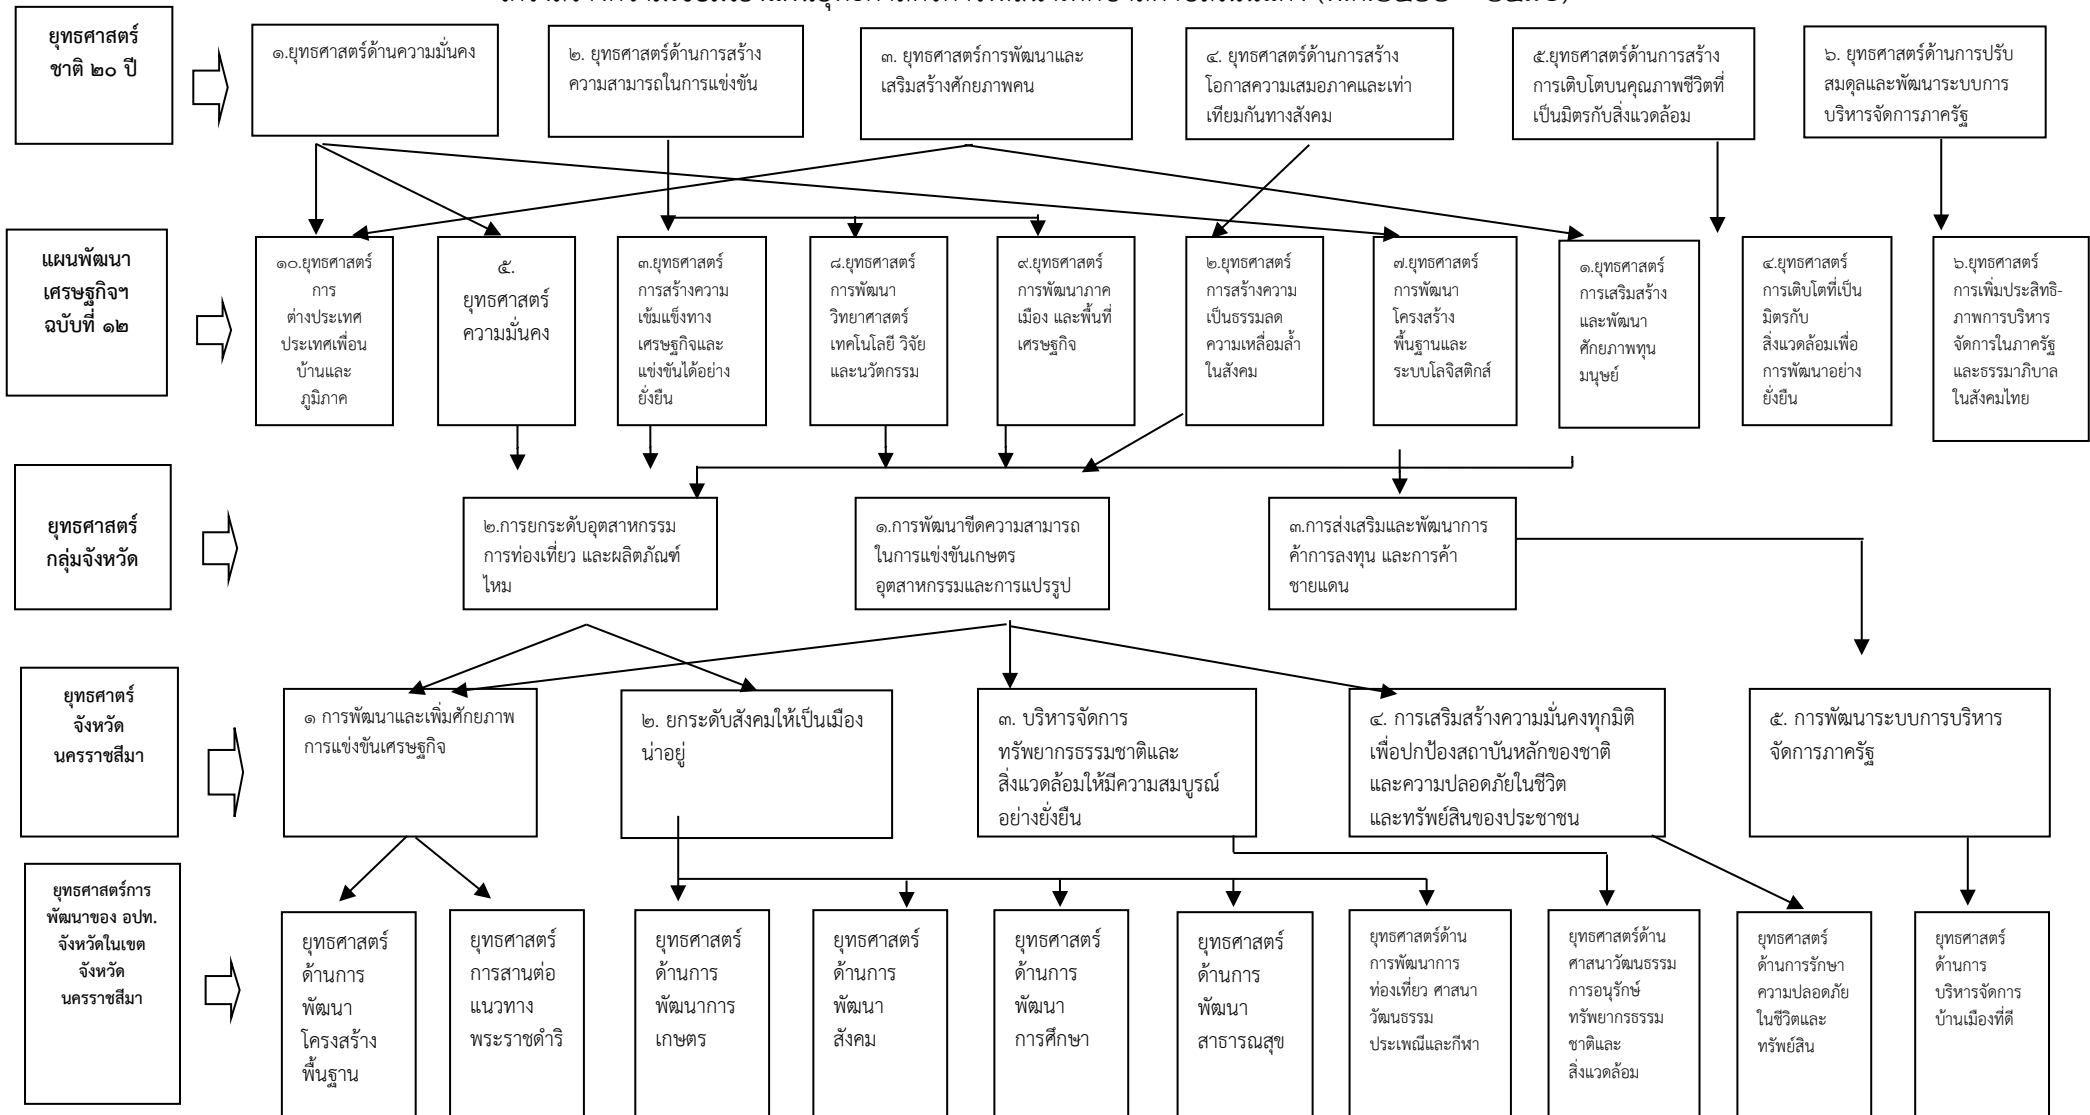 ยุทธศาสตร์
ชาติ ๒๐ ปี
๑.ยุทธศาสตร์ด้านความมั่นคง
๒. ยุทธศาสตร์ด้านการสร้าง
ความสามารถในการแข่งขัน
๓. ยุทธศาสตร์การพัฒนาและ
เสริมสร้างศักยภาพคน
๔. ยุทธศาสตร์ด้านการสร้าง
โอกาสความเสมอภาคและเท่า
เทียมกันทางสังคม
๕.ยุทธศาสตร์ด้านการสร้าง
การเติบโตบนคุณภาพชีวิตที่
เป็นมิตรกับสิ่งแวดล้อม
๖. ยุทธศาสตร์ด้านการปรับ
สมดุลและพัฒนาระบบการ
บริหารจัดการภาครัฐ
แผนพัฒนา
เศรษฐกิจฯ
ฉบับที่ ๑๒
๑๐.ยุทธศาสตร์
การ
ต่างประเทศ
ประเทศเพื่อน
บ้านและ
ภูมิภาค
๕.
ยุทธศาสตร์
ความมั่นคง
๓.ยุทธศาสตร์
การสร้างความ
เข้มแข็งทาง
เศรษฐกิจและ
แข่งขันได้อย่าง
ยั่งยืน
๘.ยุทธศาสตร์
การพัฒนา
วิทยาศาสตร์
เทคโนโลยี วิจัย
และนวัตกรรม
๙.ยุทธศาสตร์
การพัฒนาภาค
เมือง และพื้นที่
เศรษฐกิจ
๒.ยุทธศาสตร์
การสร้างความ
เป็นธรรมลด
ความเหลื่อมล้ำ
ในสังคม
๗.ยุทธศาสตร์
การพัฒนา
โครงสร้าง
พื้นฐานและ
ระบบโลจิสติกส์
๑.ยุทธศาสตร์
การเสริมสร้าง
และพัฒนา
ศักยภาพทุน
มนุษย์
๔.ยุทธศาสตร์
การเติบโตที่เป็น
มิตรกับ
สิ่งแวดล้อมเพื่อ
การพัฒนาอย่าง
ยั่งยืน
๖.ยุทธศาสตร์
การเพิ่มประสิทธิ-
ภาพการบริหาร
จัดการในภาครัฐ
และธรรมาภิบาล
ในสังคมไทย
ยุทธศาสตร์
กลุ่มจังหวัด
๒.การยกระดับอุตสาหกรรม
การท่องเที่ยว และผลิตภัณฑ์
ไหม
๑.การพัฒนาขีดความสามารถ
ในการแข่งขันเกษตร
อุตสาหกรรมและการแปรรูป
๓.การส่งเสริมและพัฒนาการ
ค้าการลงทุน และการค้า
ชายแดน
ยุทธศาตร์
จังหวัด
นครราชสีมา
๑ การพัฒนาและเพิ่มศักยภาพ
การแข่งขันเศรษฐกิจ
๒. ยกระดับสังคมให้เป็นเมือง
น่าอยู่
๓. บริหารจัดการ
ทรัพยากรธรรมชาติและ
สิ่งแวดล้อมให้มีความสมบูรณ์
อย่างยั่งยืน
๔. การเสริมสร้างความมั่นคงทุกมิติ
เพื่อปกป้องสถาบันหลักของชาติ
และความปลอดภัยในชีวิต
และทรัพย์สินของประชาชน
๕. การพัฒนาระบบการบริหาร
จัดการภาครัฐ
ยุทธศาสตร์การ
พัฒนาของ อปท.
จังหวัดในเขต
จังหวัด
นครราชสีมา
ยุทธศาสตร์
ด้านการ
พัฒนา
โครงสร้าง
พื้นฐาน
ยุทธศาสตร์
การสานต่อ
แนวทาง
พระราชดำริ
ยุทธศาสตร์
ด้านการ
พัฒนาการ
เกษตร
ยุทธศาสตร์
ด้านการ
พัฒนา
สังคม
ยุทธศาสตร์
ด้านการ
พัฒนา
การศึกษา
ยุทธศาสตร์
ด้านการ
พัฒนา
สาธารณสุข
ยุทธศาสตร์ด้าน
การพัฒนาการ
ท่องเที่ยว ศาสนา
วัฒนธรรม
ประเพณีและกีฬา
ยุทธศาสตร์ด้าน
ศาสนาวัฒนธรรม
การอนุรักษ์
ทรัพยากรธรรม
ชาติและ
สิ่งแวดล้อม
ยุทธศาสตร์
ด้านการรักษา
ความปลอดภัย
ในชีวิตและ
ทรัพย์สิน
ยุทธศาสตร์
ด้านการ
บริหารจัดการ
บ้านเมืองที่ดี